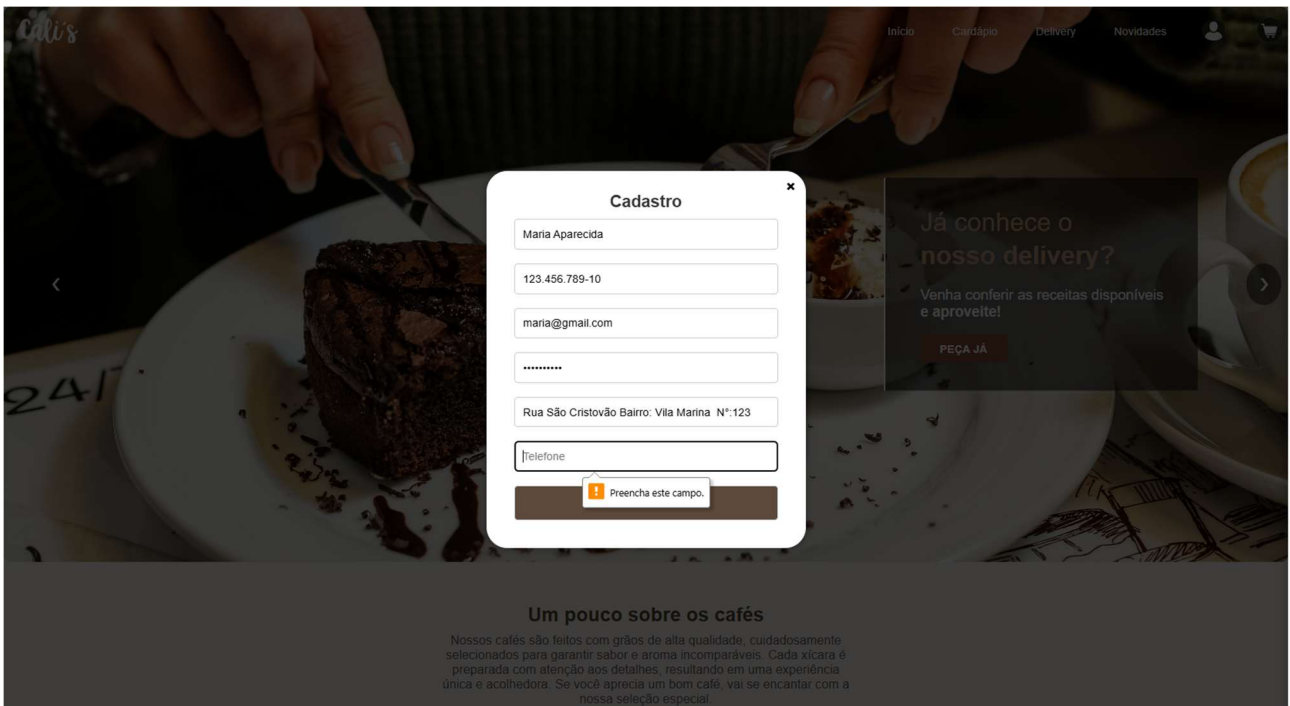 Cali's
Início Cardápio Delivery Novidades
Cadastro
Maria Aparecida
123.456.789-10
maria@gmail.com
••••••••••
Rua São Cristovão Bairro: Vila Marina  N°:123
Telefone
Preencha este campo.
Já conhece o
nosso delivery?
Venha conferir as receitas disponíveis
e aproveite!
PEÇA JÁ
24/7
Um pouco sobre os cafés
Nossos cafés são feitos com grãos de alta qualidade, cuidadosamente
selecionados para garantir sabor e aroma incomparáveis. Cada xícara é
preparada com atenção aos detalhes, resultando em uma experiência
única e acolhedora. Se você aprecia um bom café, vai se encantar com a
nossa seleção especial.